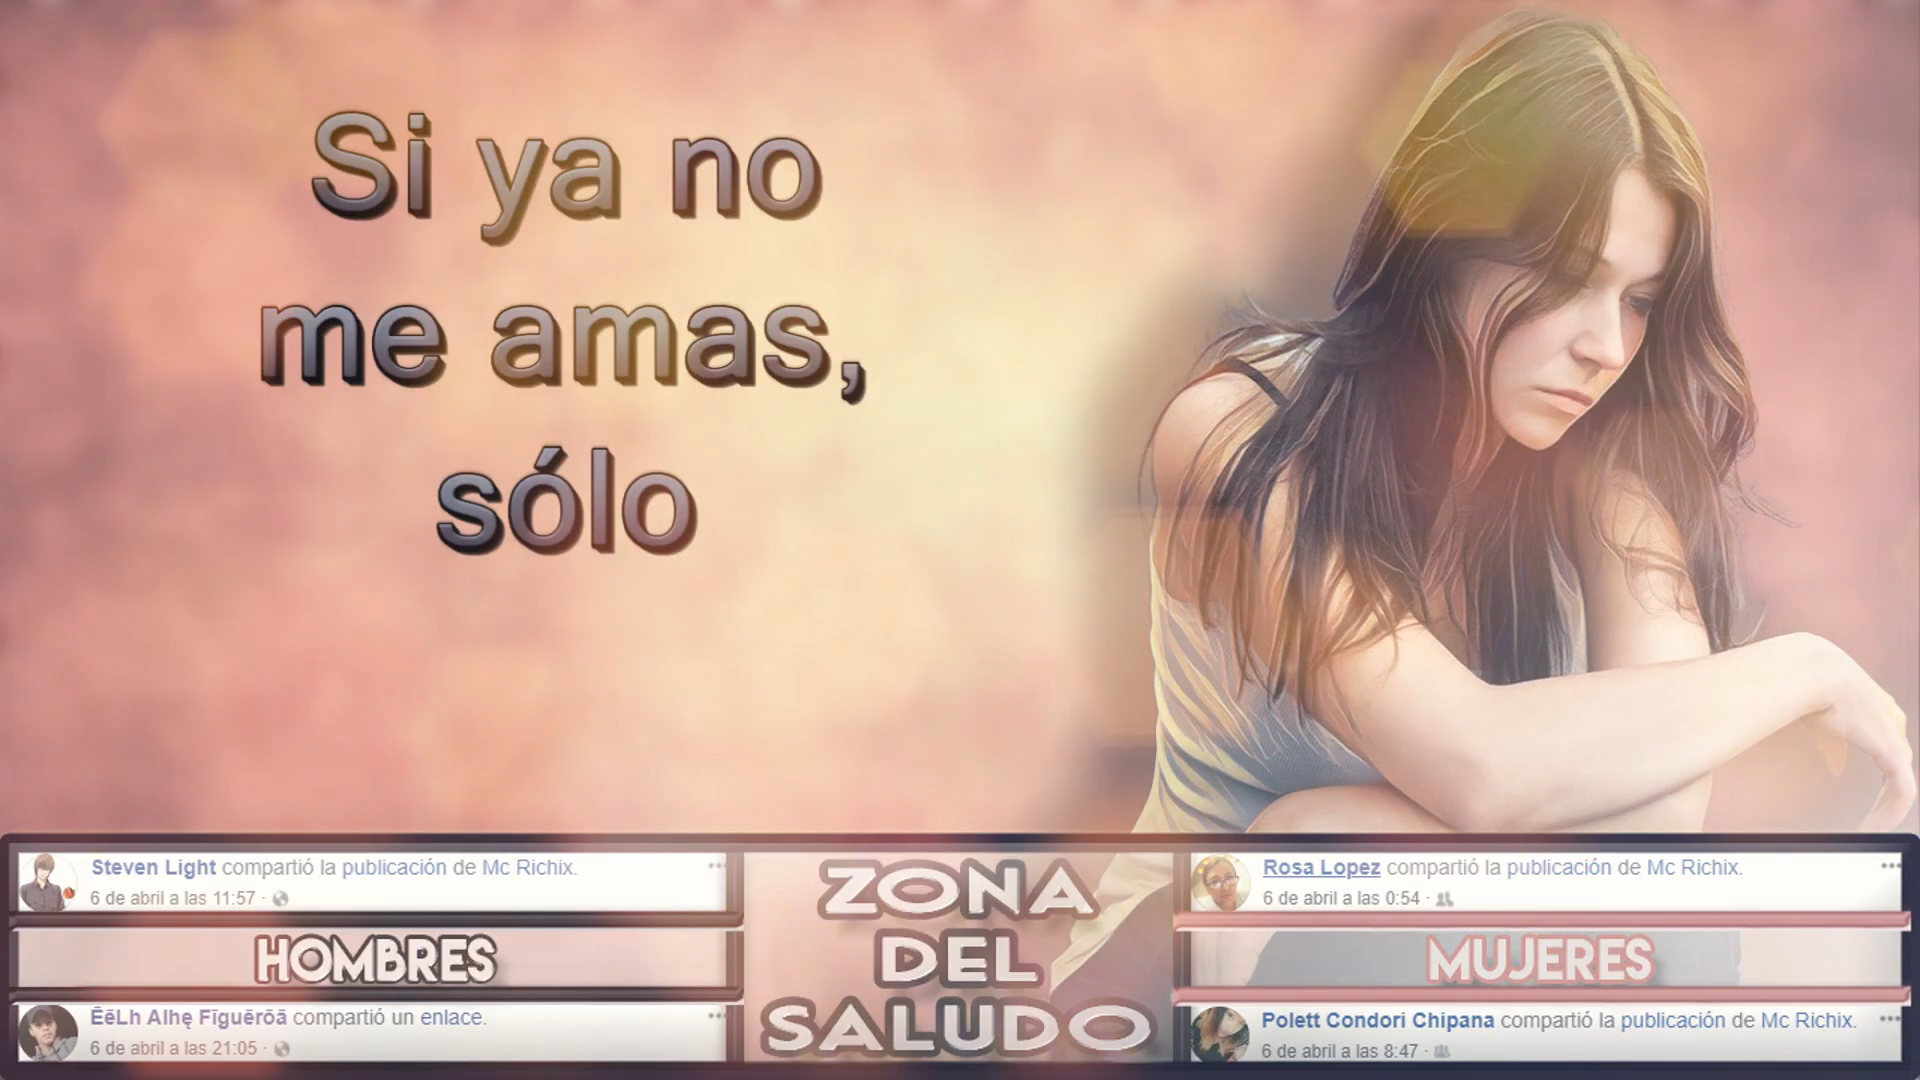 Si ya no
me amas,
sólo
Steven Light compartió la publicación de Mc Richix.
6 de abril a las 11:57 ·
HOMBRES
ĒēLh Alhę Fīguērōā compartió un enlace.
6 de abril a las 21:05 ·
ZONA
DEL
SALUDO
Rosa Lopez compartió la publicación de Mc Richix.
6 de abril a las 0:54 ·
MUJERES
Polett Condori Chipana compartió la publicación de Mc Richix.
6 de abril a las 8:47 ·